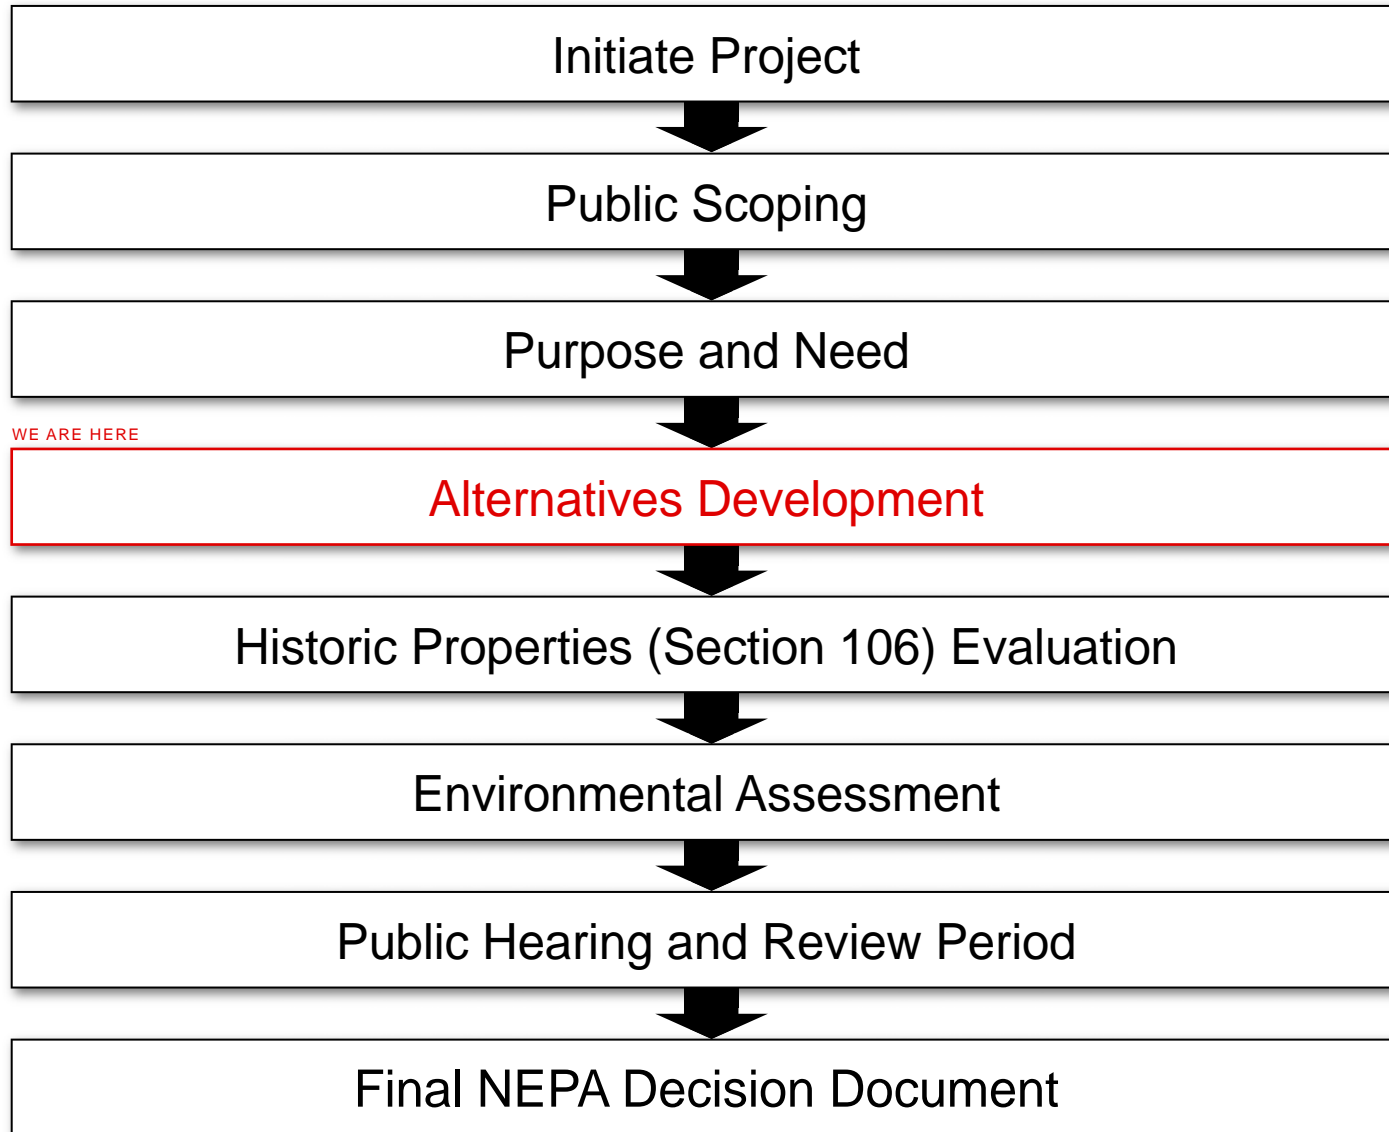 Initiate Project
Public Scoping
Purpose and Need
WE ARE HERE
Alternatives Development
Historic Properties (Section 106) Evaluation
Environmental Assessment
Public Hearing and Review Period
Final NEPA Decision Document